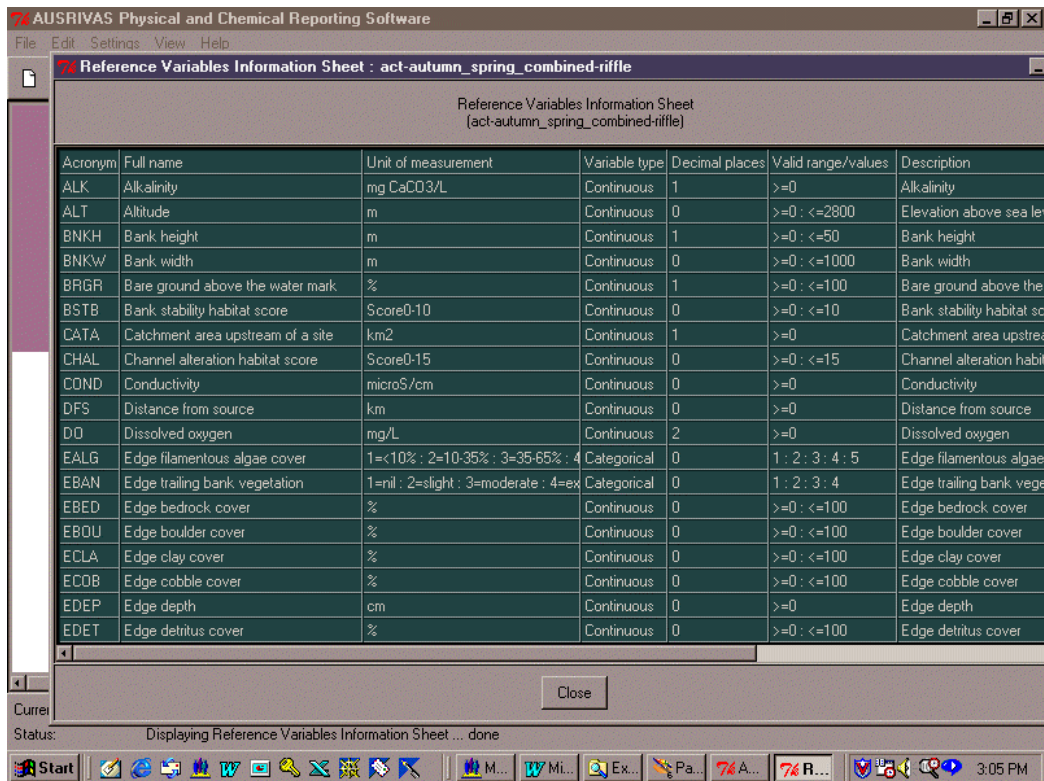 AUSRIVAS Physical and Chemical Reporting Software
File Edit Settings View Help
Reference Variables Information Sheet : act-autumn_spring_combined-riffle
Reference Variables Information Sheet
(act-autumn_spring_combined-riffle)
Acronym Full name Unit of measurement Variable type Decimal places Valid range/values Description
ALK Alkalinity mg CaCO3/L Continuous 1 >=0 Alkalinity
ALT Altitude m Continuous 0 >=0 : <=2800 Elevation above sea lev
BNKH Bank height m Continuous 1 >=0 : <=50 Bank height
BNKW Bank width m Continuous 0 >=0 : <=1000 Bank width
BRGR Bare ground above the water mark % Continuous 1 >=0 : <=100 Bare ground above the
BSTB Bank stability habitat score Score0-10 Continuous 0 >=0 : <=10 Bank stability habitat sc
CATA Catchment area upstream of a site km2 Continuous 1 >=0 Catchment area upstrea
CHAL Channel alteration habitat score Score0-15 Continuous 0 >=0 : <=15 Channel alteration habit
COND Conductivity microS/cm Continuous 0 >=0 Conductivity
DFS Distance from source km Continuous 0 >=0 Distance from source
DO Dissolved oxygen mg/L Continuous 2 >=0 Dissolved oxygen
EALG Edge filamentous algae cover 1=<10% : 2=10-35% : 3=35-65% : 4 Categorical 0 1 : 2 : 3 : 4 : 5 Edge filamentous algae
EBAN Edge trailing bank vegetation 1=nil : 2=slight : 3=moderate : 4=ex Categorical 0 1 : 2 : 3 : 4 Edge trailing bank vege
EBED Edge bedrock cover % Continuous 0 >=0 : <=100 Edge bedrock cover
EBOU Edge boulder cover % Continuous 0 >=0 : <=100 Edge boulder cover
ECLA Edge clay cover % Continuous 0 >=0 : <=100 Edge clay cover
ECOB Edge cobble cover % Continuous 0 >=0 : <=100 Edge cobble cover
EDEP Edge depth cm Continuous 0 >=0 Edge depth
EDET Edge detritus cover % Continuous 0 >=0 : <=100 Edge detritus cover
Close
Currer
Status: Displaying Reference Variables Information Sheet ... done
Start M... Mi... Ex... Pa... A... R... 3:05 PM